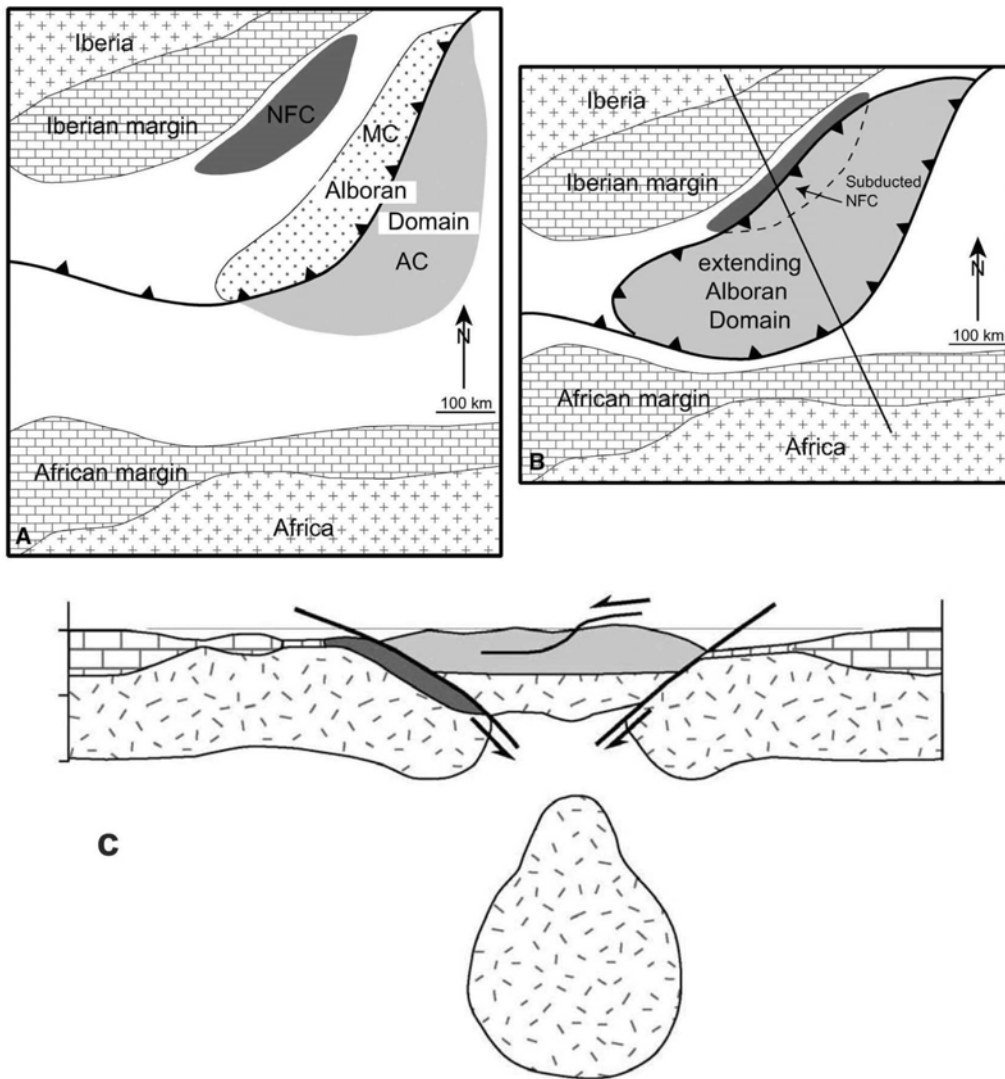 Iberia
Iberian margin
NFC
MC
Alboran
Domain
AC
N
100 km
African margin
Africa
A
Iberia
Iberian margin
Subducted
NFC
extending
Alboran
Domain
N
100 km
African margin
Africa
B
C